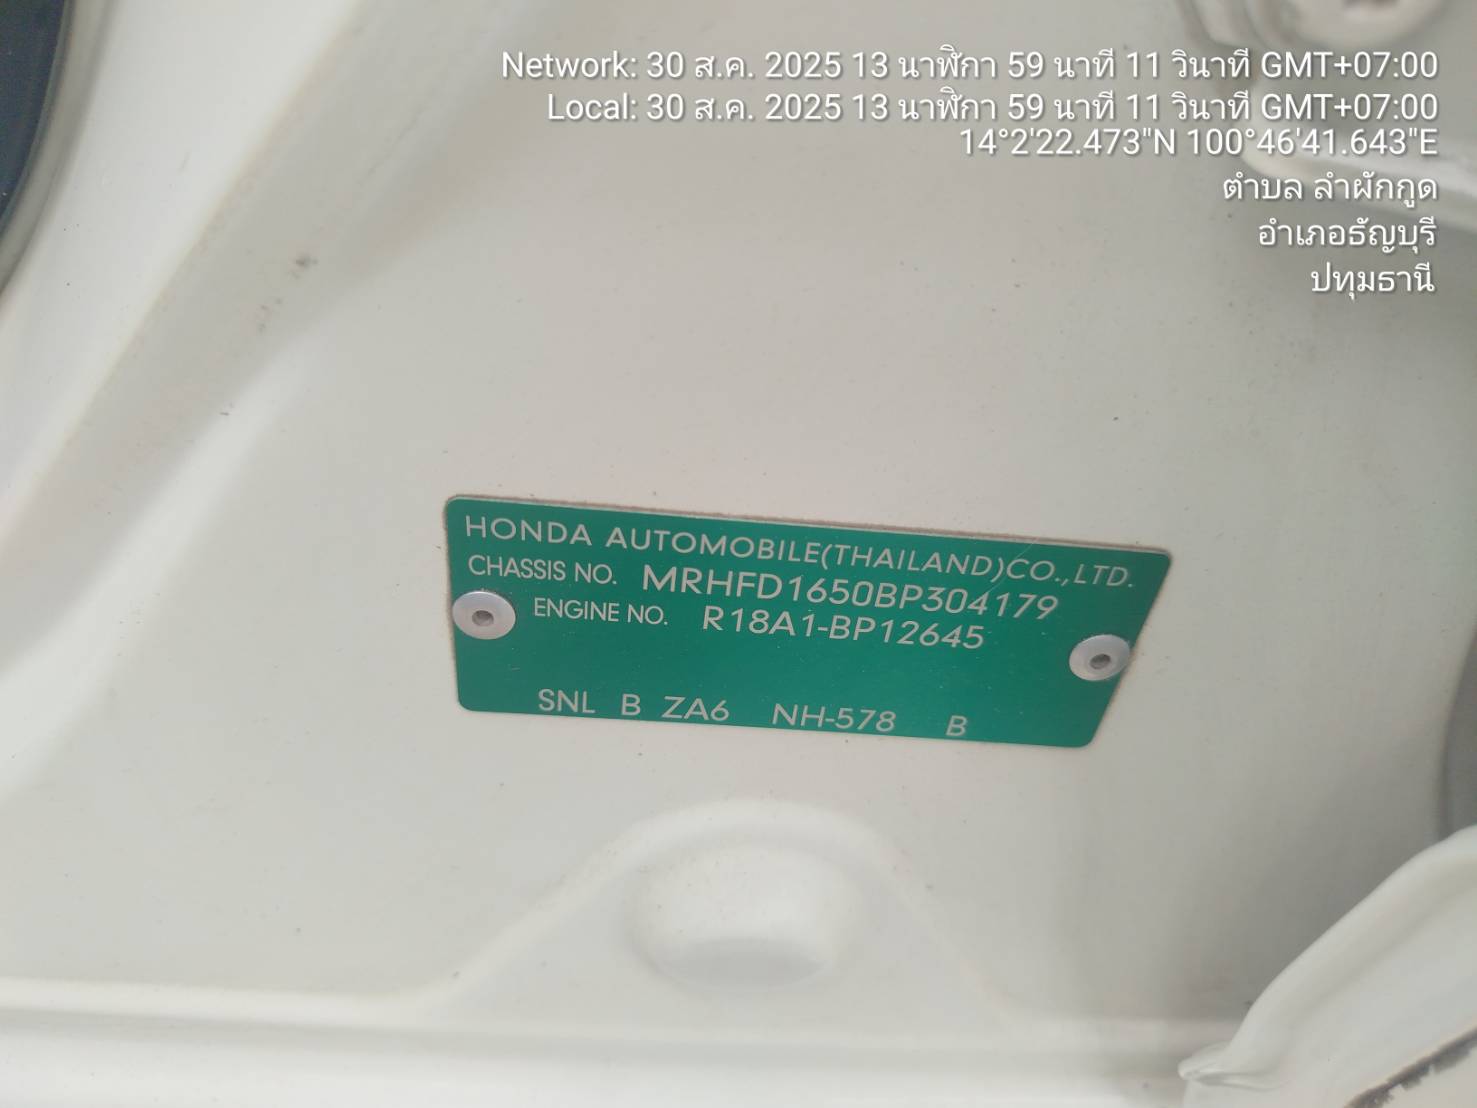 Network: 30 ส.ค. 2025 13 นาฬิกา 59 นาที 11 วินาที GMT+07:00
Local: 30 ส.ค. 2025 13 นาฬิกา 59 นาที 11 วินาที GMT+07:00
14°2'22.473"N 100°46'41.643"E
ตำบล ลำผักกูด
อำเภอธัญบุรี
ปทุมธานี
HONDA AUTOMOBILE(THAILAND)CO.,LTD.
CHASSIS NO. MRHFD1650BP304179
ENGINE NO. R18A1-BP12645
SNL B ZA6 NH-578 B